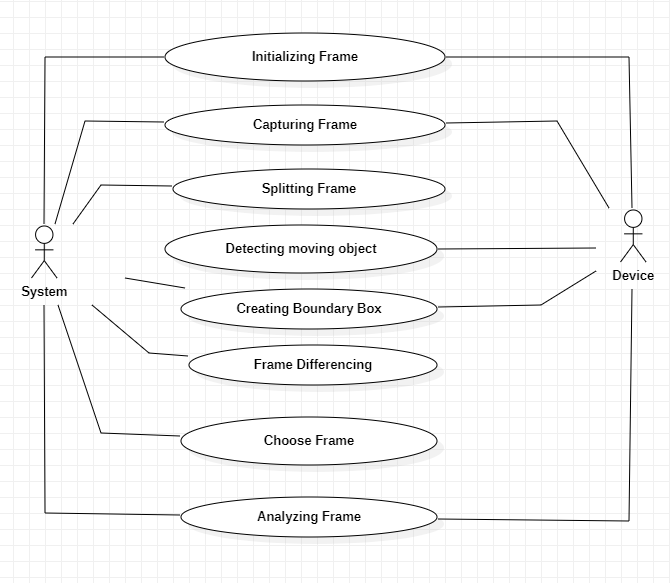 Initializing Frame
Capturing Frame
Splitting Frame
Detecting moving object
Device
System
Creating Boundary Box
Frame Differencing
Choose Frame
Analyzing Frame